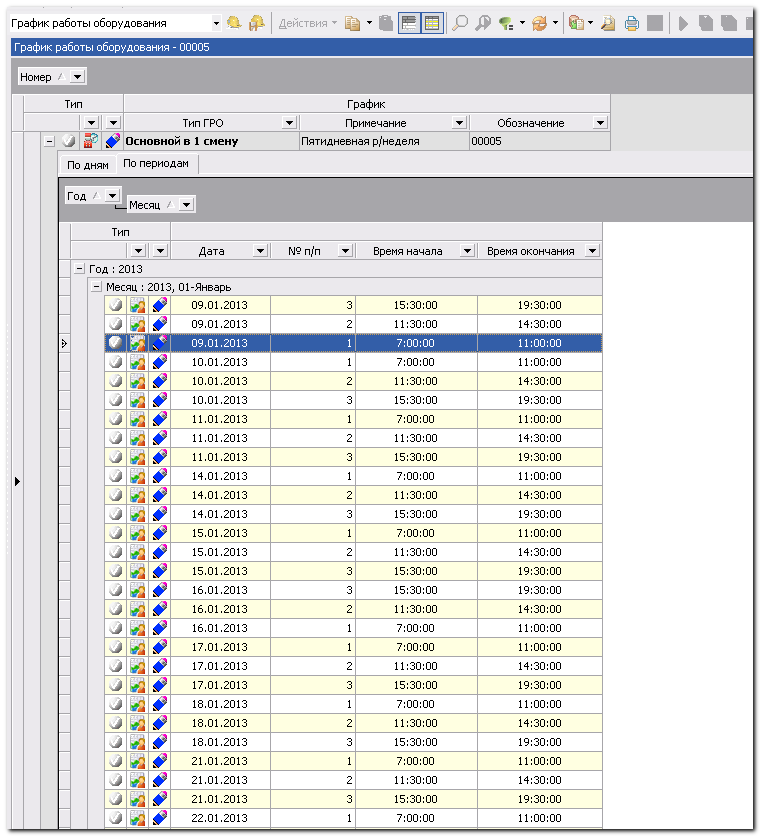 График работы оборудования Действия
График работы оборудования - 00005
Номер
Тип График
Тип ГРО Примечание Обозначение
Основной в 1 смену Пятидневная р/неделя 00005
По дням По периодам
Год
Месяц
Тип
Дата № п/п Время начала Время окончания
Год : 2013
Месяц : 2013, 01-Январь
09.01.2013 3 15:30:00 19:30:00
09.01.2013 2 11:30:00 14:30:00
09.01.2013 1 7:00:00 11:00:00
10.01.2013 1 7:00:00 11:00:00
10.01.2013 2 11:30:00 14:30:00
10.01.2013 3 15:30:00 19:30:00
11.01.2013 1 7:00:00 11:00:00
11.01.2013 2 11:30:00 14:30:00
11.01.2013 3 15:30:00 19:30:00
14.01.2013 1 7:00:00 11:00:00
14.01.2013 2 11:30:00 14:30:00
14.01.2013 3 15:30:00 19:30:00
15.01.2013 1 7:00:00 11:00:00
15.01.2013 2 11:30:00 14:30:00
15.01.2013 3 15:30:00 19:30:00
16.01.2013 3 15:30:00 19:30:00
16.01.2013 2 11:30:00 14:30:00
16.01.2013 1 7:00:00 11:00:00
17.01.2013 1 7:00:00 11:00:00
17.01.2013 2 11:30:00 14:30:00
17.01.2013 3 15:30:00 19:30:00
18.01.2013 1 7:00:00 11:00:00
18.01.2013 2 11:30:00 14:30:00
18.01.2013 3 15:30:00 19:30:00
21.01.2013 1 7:00:00 11:00:00
21.01.2013 2 11:30:00 14:30:00
21.01.2013 3 15:30:00 19:30:00
22.01.2013 1 7:00:00 11:00:00